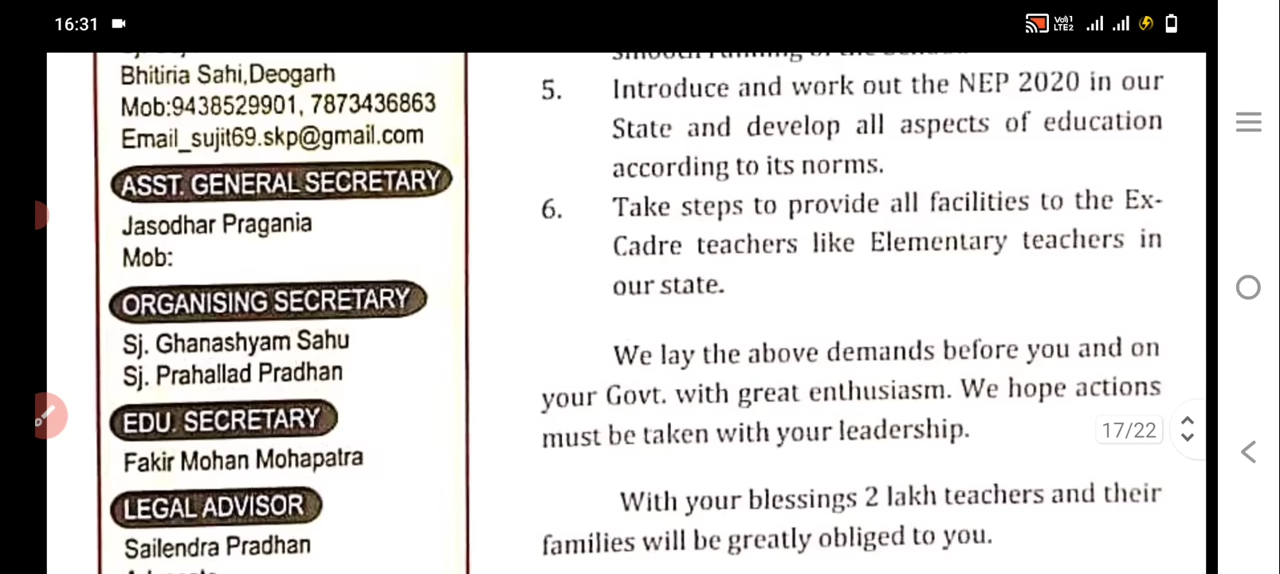 16:31
Vo))1
LTE2
Bhitiria Sahi,Deogarh
Mob:9438529901, 7873436863
Email_sujit69.skp@gmail.com
ASST. GENERAL SECRETARY
Jasodhar Pragania
Mob:
ORGANISING SECRETARY
Sj. Ghanashyam Sahu
Sj. Prahallad Pradhan
EDU. SECRETARY
Fakir Mohan Mohapatra
LEGAL ADVISOR
Sailendra Pradhan
5. Introduce and work out the NEP 2020 in our
State and develop all aspects of education
according to its norms.
6. Take steps to provide all facilities to the Ex-
Cadre teachers like Elementary teachers in
our state.
We lay the above demands before you and on
your Govt. with great enthusiasm. We hope actions
must be taken with your leadership.
17/22
With your blessings 2 lakh teachers and their
families will be greatly obliged to you.